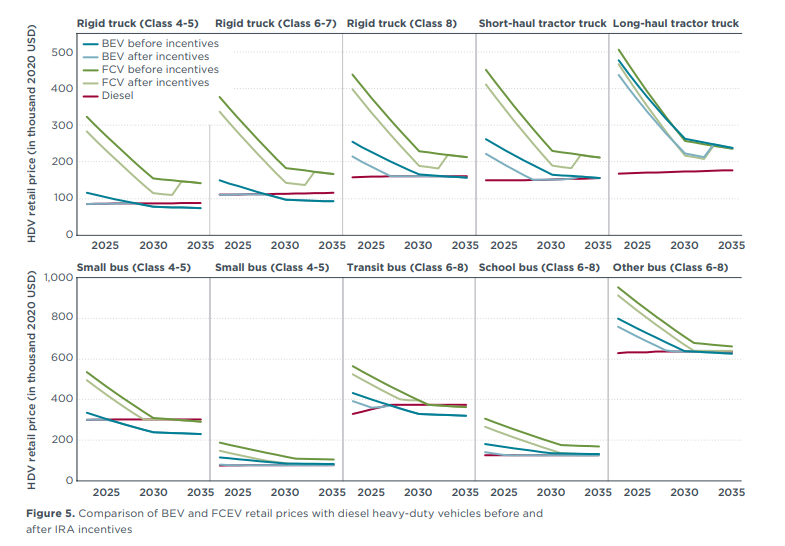 Rigid truck (Class 4-5)
Rigid truck (Class 6-7)
Rigid truck (Class 8)
Short-haul tractor truck
Long-haul tractor truck
HDV retail price (in thousand 2020 USD)
500
400
300
200
100
0
BEV before incentives
BEV after incentives
FCV before incentives
FCV after incentives
Diesel
2025 2030 2035
2025 2030 2035
2025 2030 2035
2025 2030 2035
2025 2030 2035
Small bus (Class 4-5)
Small bus (Class 4-5)
Transit bus (Class 6-8)
School bus (Class 6-8)
Other bus (Class 6-8)
HDV retail price (in thousand 2020 USD)
1,000
800
600
400
200
0
2025 2030 2035
2025 2030 2035
2025 2030 2035
2025 2030 2035
2025 2030 2035
Figure 5. Comparison of BEV and FCEV retail prices with diesel heavy-duty vehicles before and
after IRA incentives